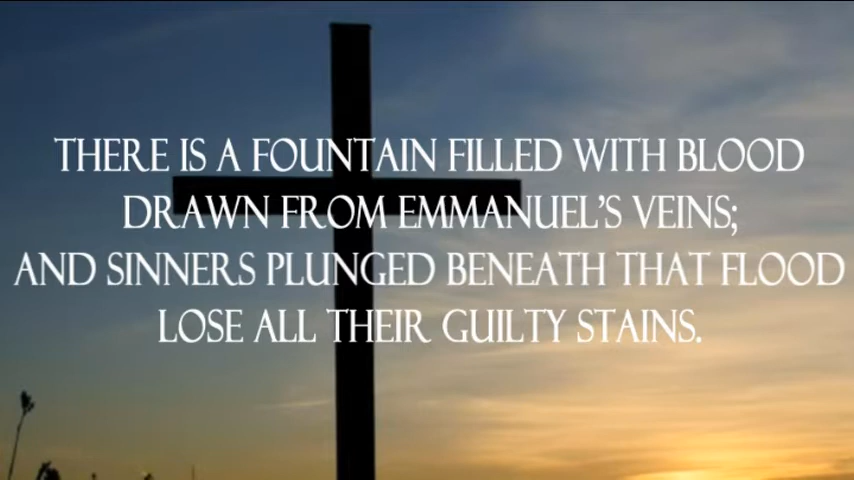 THERE IS A FOUNTAIN FILLED WITH BLOOD
DRAWN FROM EMMANUEL'S VEINS;
AND SINNERS PLUNGED BENEATH THAT FLOOD
LOSE ALL THEIR GUILTY STAINS.